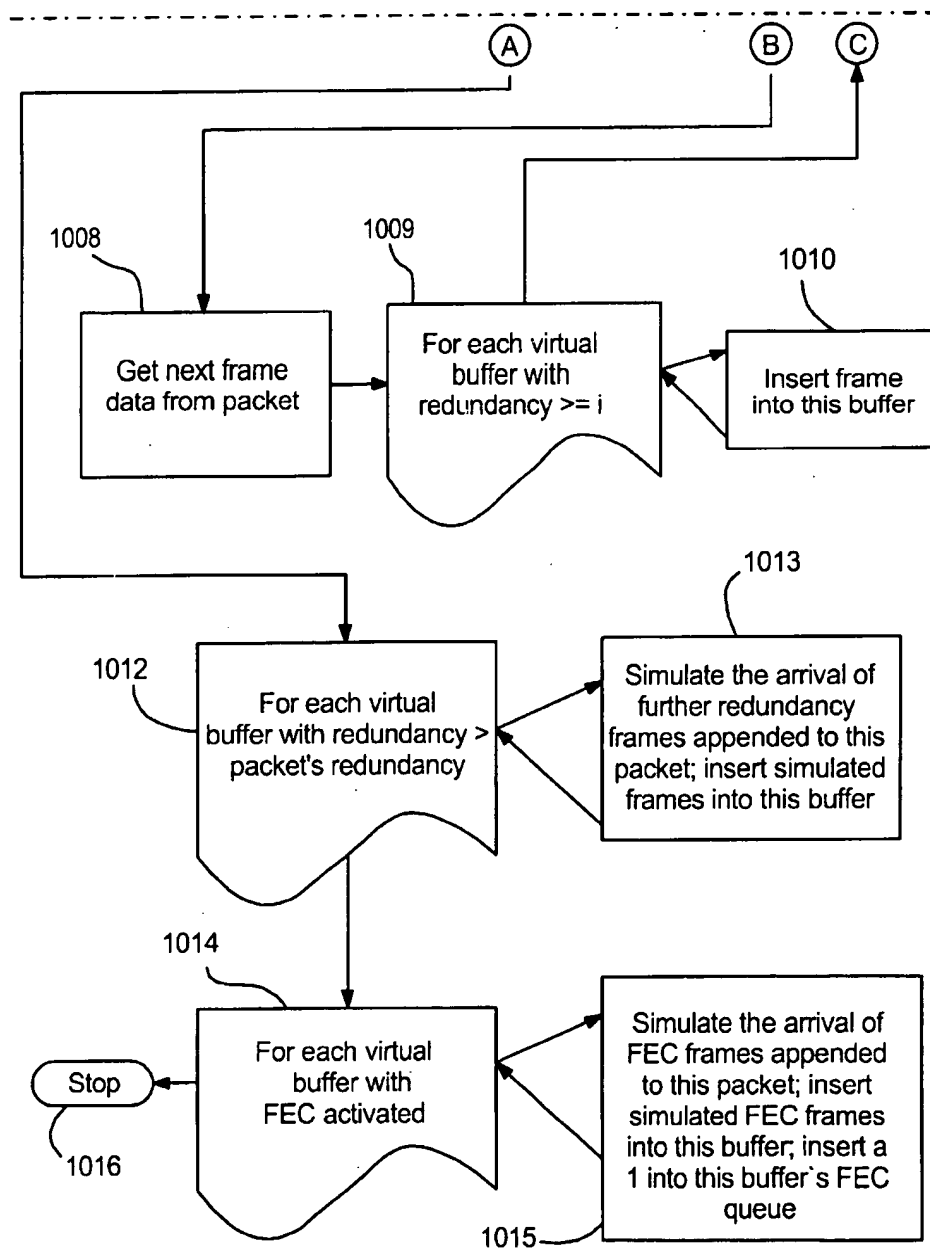 A
B
C
1008
1009
1010
Get next frame
data from packet
For each virtual
buffer with
redundancy >= i
Insert frame
into this buffer
1012
1013
For each virtual
buffer with redundancy >
packet's redundancy
Simulate the arrival of
further redundancy
frames appended to this
packet; insert simulated
frames into this buffer
1014
For each virtual
buffer with
FEC activated
Stop
1016
Simulate the arrival of
FEC frames appended
to this packet; insert
simulated FEC frames
into this buffer; insert a
1 into this buffer`s FEC
queue
1015